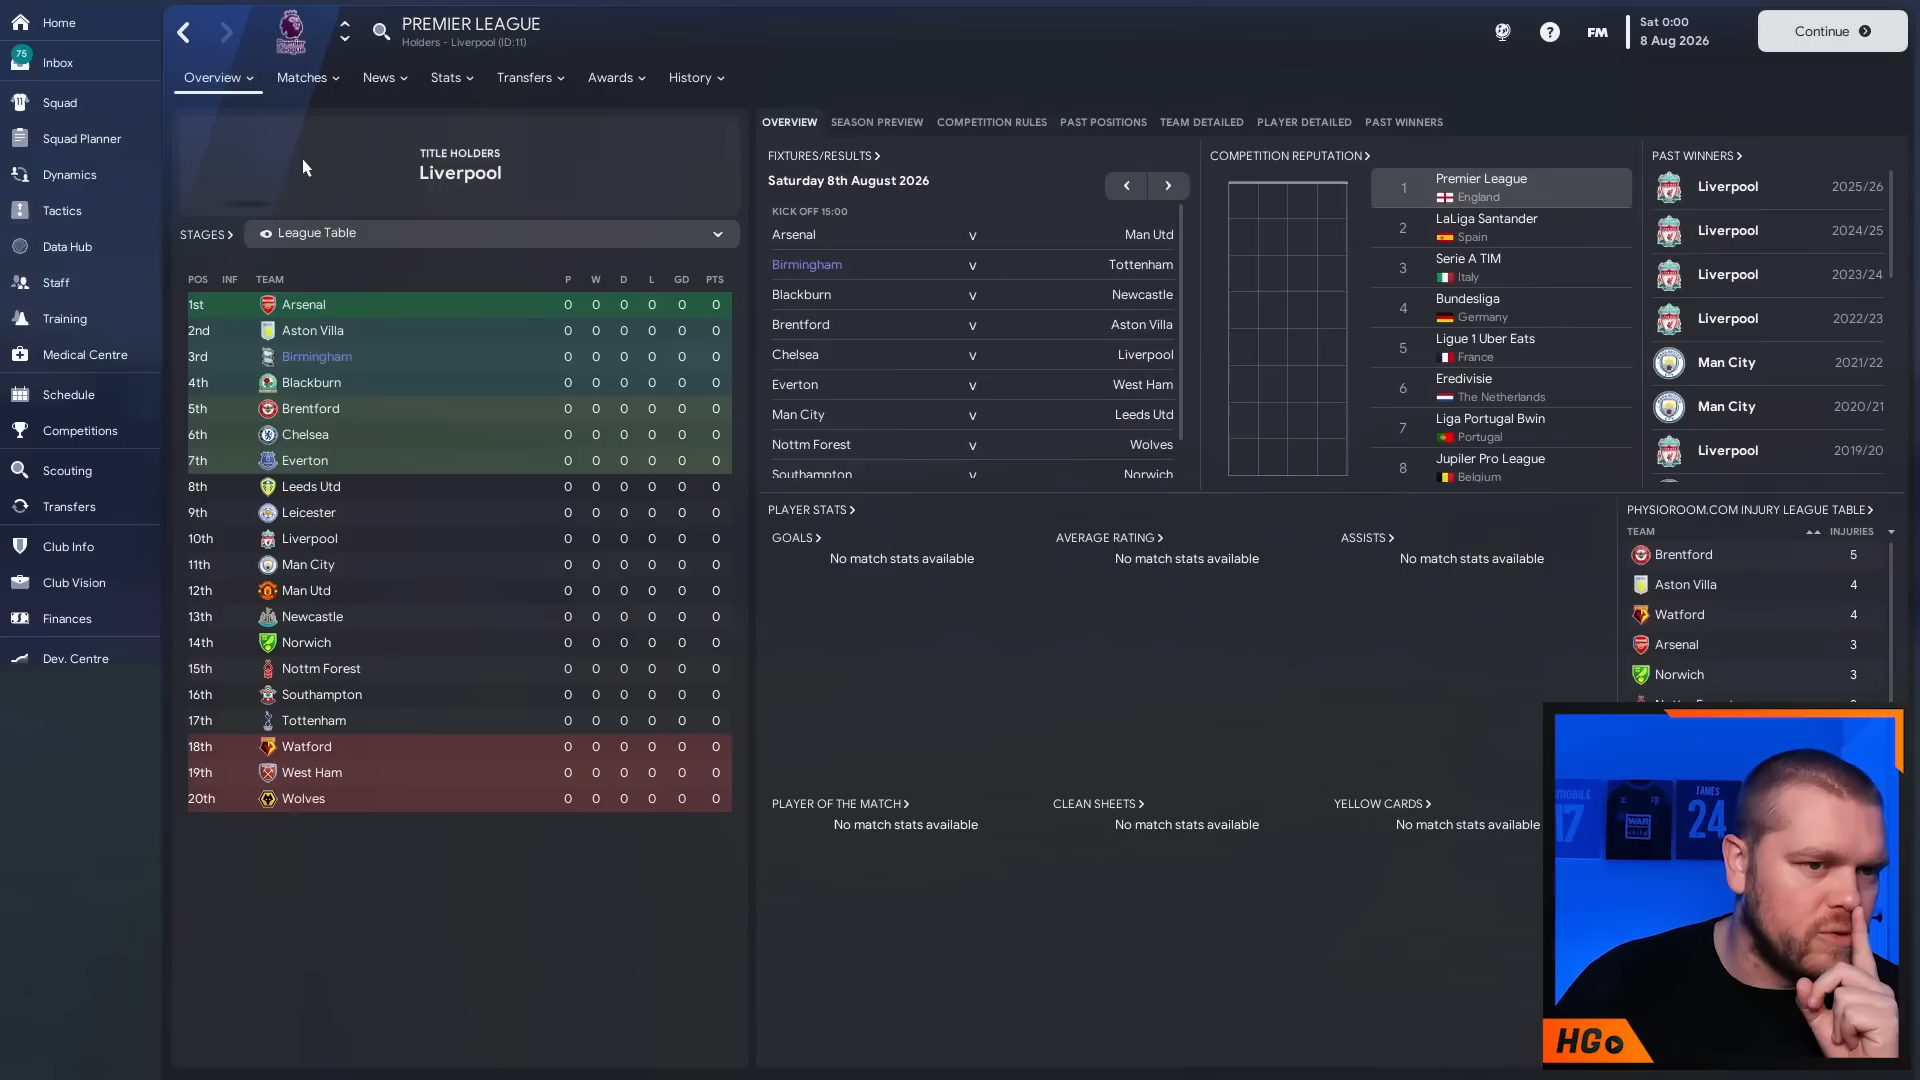 Home
75
Inbox
Squad
Squad Planner
Dynamics
Tactics
Data Hub
Staff
Training
Medical Centre
Schedule
Competitions
Scouting
Transfers
Club Info
Club Vision
Finances
Dev. Centre
PREMIER LEAGUE
Holders - Liverpool (ID:11)
? FM
Sat 0:00
8 Aug 2026
Continue
Overview Matches News Stats Transfers Awards History
TITLE HOLDERS
Liverpool
STAGES League Table
POS INF TEAM P W D L GD PTS
1st Arsenal 0 0 0 0 0 0
2nd Aston Villa 0 0 0 0 0 0
3rd Birmingham 0 0 0 0 0 0
4th Blackburn 0 0 0 0 0 0
5th Brentford 0 0 0 0 0 0
6th Chelsea 0 0 0 0 0 0
7th Everton 0 0 0 0 0 0
8th Leeds Utd 0 0 0 0 0 0
9th Leicester 0 0 0 0 0 0
10th Liverpool 0 0 0 0 0 0
11th Man City 0 0 0 0 0 0
12th Man Utd 0 0 0 0 0 0
13th Newcastle 0 0 0 0 0 0
14th Norwich 0 0 0 0 0 0
15th Nottm Forest 0 0 0 0 0 0
16th Southampton 0 0 0 0 0 0
17th Tottenham 0 0 0 0 0 0
18th Watford 0 0 0 0 0 0
19th West Ham 0 0 0 0 0 0
20th Wolves 0 0 0 0 0 0
OVERVIEW SEASON PREVIEW COMPETITION RULES PAST POSITIONS TEAM DETAILED PLAYER DETAILED PAST WINNERS
FIXTURES/RESULTS
Saturday 8th August 2026
KICK OFF 15:00
Arsenal v Man Utd
Birmingham v Tottenham
Blackburn v Newcastle
Brentford v Aston Villa
Chelsea v Liverpool
Everton v West Ham
Man City v Leeds Utd
Nottm Forest v Wolves
Southampton v Norwich
COMPETITION REPUTATION
1 Premier League
England
2 LaLiga Santander
Spain
3 Serie A TIM
Italy
4 Bundesliga
Germany
5 Ligue 1 Uber Eats
France
6 Eredivisie
The Netherlands
7 Liga Portugal Bwin
Portugal
8 Jupiler Pro League
Belgium
PAST WINNERS
Liverpool 2025/26
Liverpool 2024/25
Liverpool 2023/24
Liverpool 2022/23
Man City 2021/22
Man City 2020/21
Liverpool 2019/20
PLAYER STATS
GOALS
No match stats available
AVERAGE RATING
No match stats available
ASSISTS
No match stats available
PLAYER OF THE MATCH
No match stats available
CLEAN SHEETS
No match stats available
YELLOW CARDS
No match stats available
PHYSIOROOM.COM INJURY LEAGUE TABLE
TEAM INJURIES
Brentford 5
Aston Villa 4
Watford 4
Arsenal 3
Norwich 3
17
WAR
JAMES
24
HG